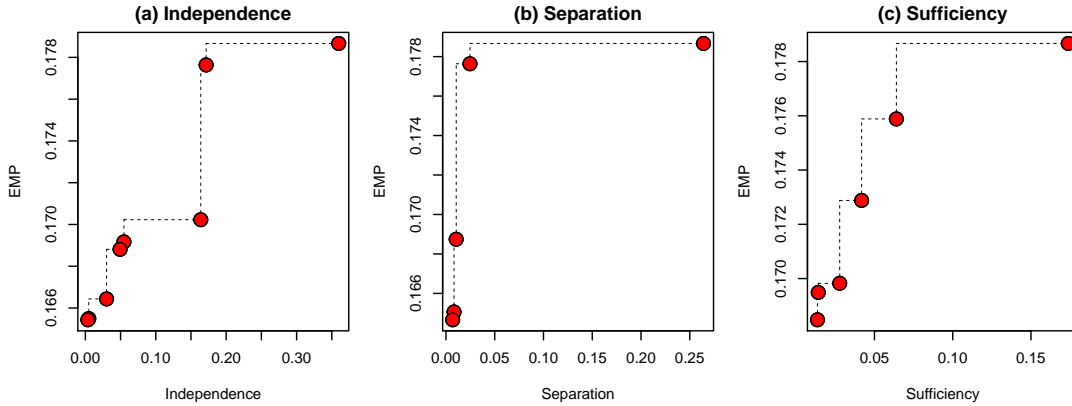 (a) Independence
EMP
0.166
0.170
0.174
0.178
0.00
0.10
0.20
0.30
Independence
(b) Separation
EMP
0.166
0.170
0.174
0.178
0.00
0.05
0.10
0.15
0.20
0.25
Separation
(c) Sufficiency
EMP
0.170
0.172
0.174
0.176
0.178
0.05
0.10
0.15
Sufficiency